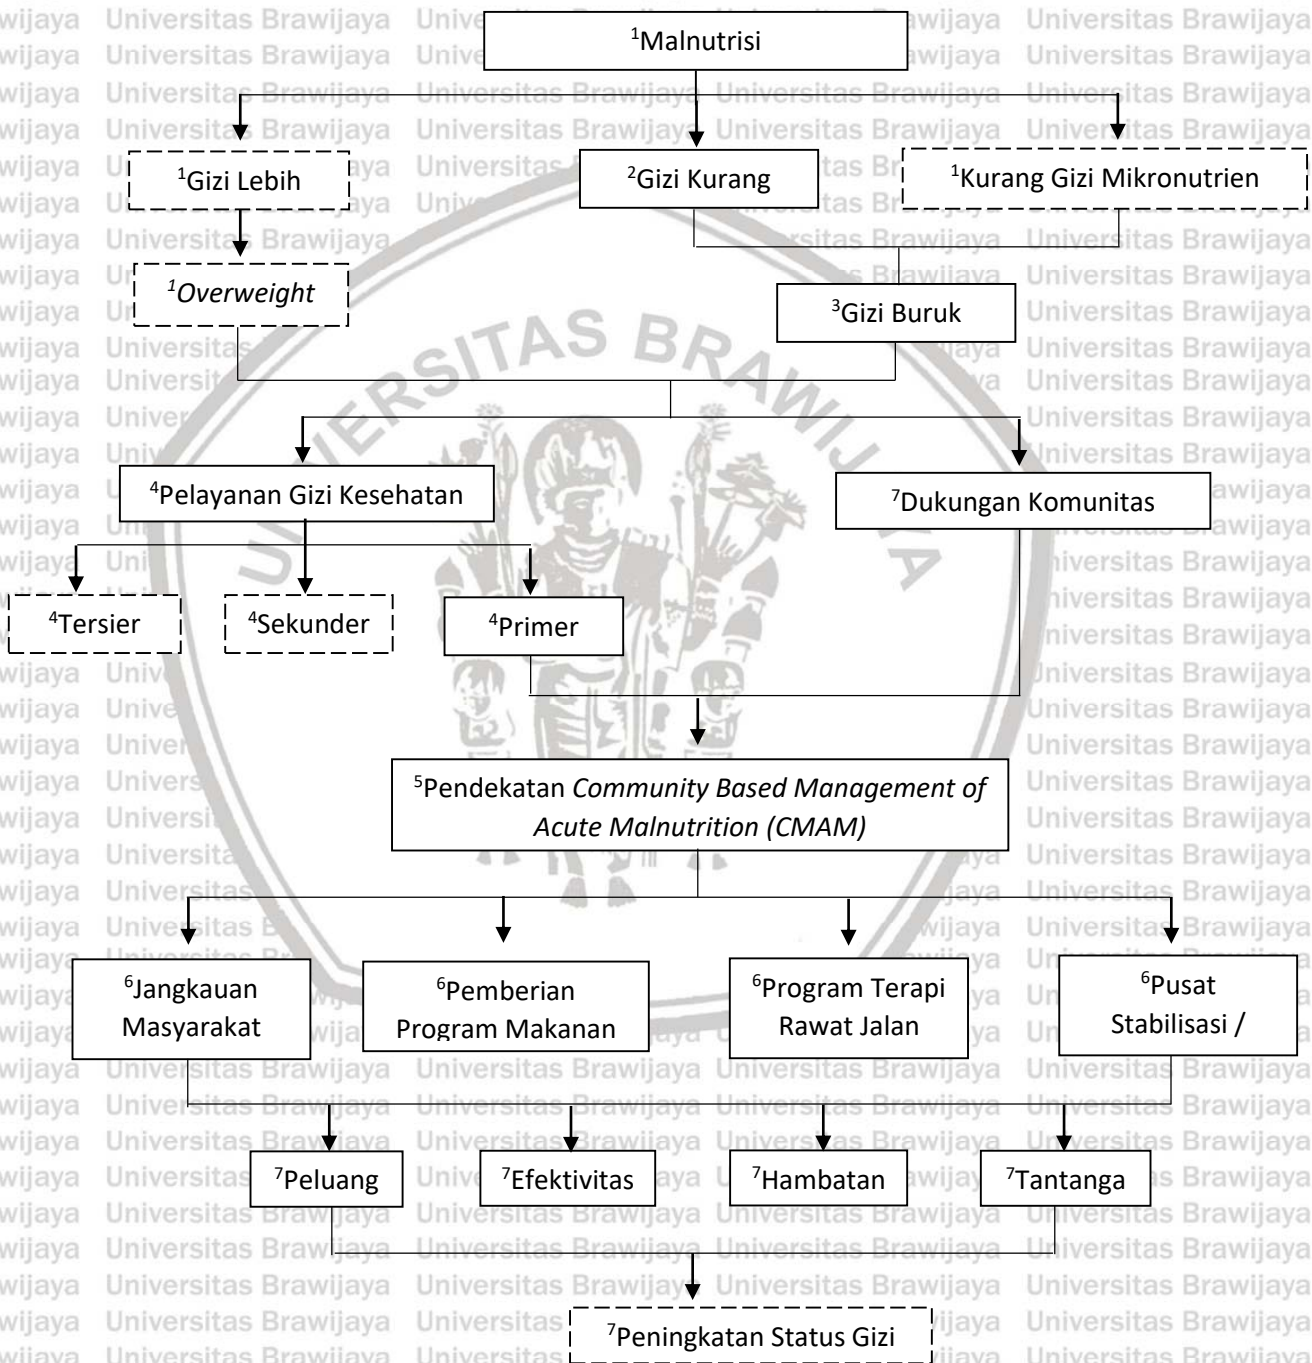 ¹Malnutrisi
¹Gizi Lebih
²Gizi Kurang
¹Kurang Gizi Mikronutrien
¹Overweight
³Gizi Buruk
UNIVERSITAS BRAWIJAYA
⁴Pelayanan Gizi Kesehatan
⁷Dukungan Komunitas
⁴Tersier
⁴Sekunder
⁴Primer
⁵Pendekatan Community Based Management of
Acute Malnutrition (CMAM)
⁶Jangkauan
Masyarakat
⁶Pemberian
Program Makanan
⁶Program Terapi
Rawat Jalan
⁶Pusat
Stabilisasi /
⁷Peluang
⁷Efektivitas
⁷Hambatan
⁷Tantanga
⁷Peningkatan Status Gizi